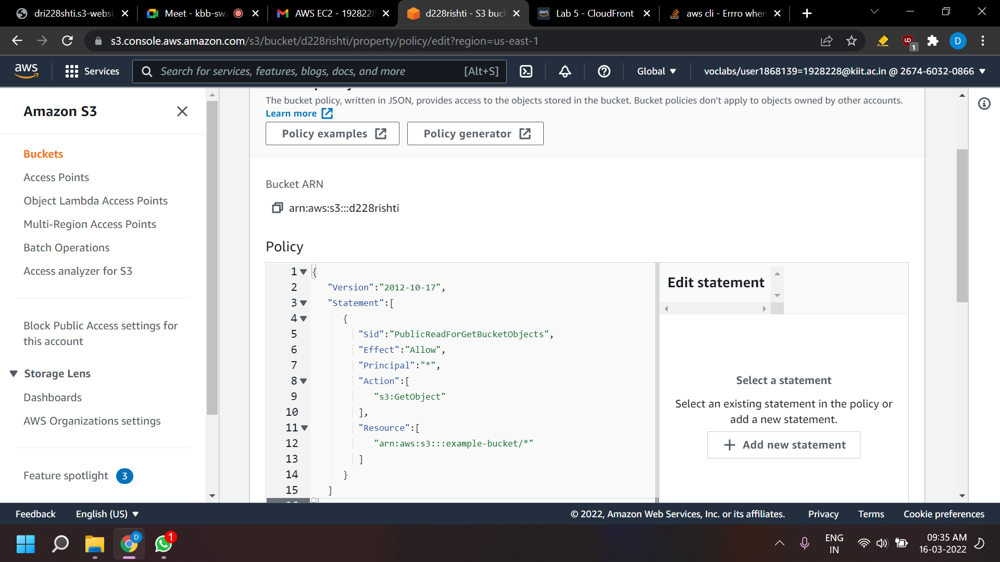 dri228shti.s3-websi
Meet - kbb-sw
AWS EC2 - 1928228
d228rishti - S3 buck
aws
Lab 5 - CloudFront
aws cli - Errro when
s3.console.aws.amazon.com/s3/bucket/d228rishti/property/policy/edit?region=us-east-1
1
D
aws
Services
Search for services, features, blogs, docs, and more
[Alt+S]
Global
voclabs/user1868139=1928228@kiit.ac.in @ 2674-6032-0866
Amazon S3
Buckets
Access Points
Object Lambda Access Points
Multi-Region Access Points
Batch Operations
Access analyzer for S3
Block Public Access settings for
this account
Storage Lens
Dashboards
AWS Organizations settings
Feature spotlight 3
The bucket policy, written in JSON, provides access to the objects stored in the bucket. Bucket policies don't apply to objects owned by other accounts.
Learn more
Policy examples
Policy generator
Bucket ARN
arn:aws:s3:::d228rishti
Policy
1 {
2 "Version":"2012-10-17",
3 "Statement":[
4 {
5 "Sid":"PublicReadForGetBucketObjects",
6 "Effect":"Allow",
7 "Principal":"*",
8 "Action":[
9 "s3:GetObject"
10 ],
11 "Resource":[
12 "arn:aws:s3:::example-bucket/*"
13 ]
14 }
15 ]
Edit statement
Select a statement
Select an existing statement in the policy or
add a new statement.
Add new statement
Feedback
English (US)
© 2022, Amazon Web Services, Inc. or its affiliates.
Privacy
Terms
Cookie preferences
D
1
ENG
IN
09:35 AM
16-03-2022